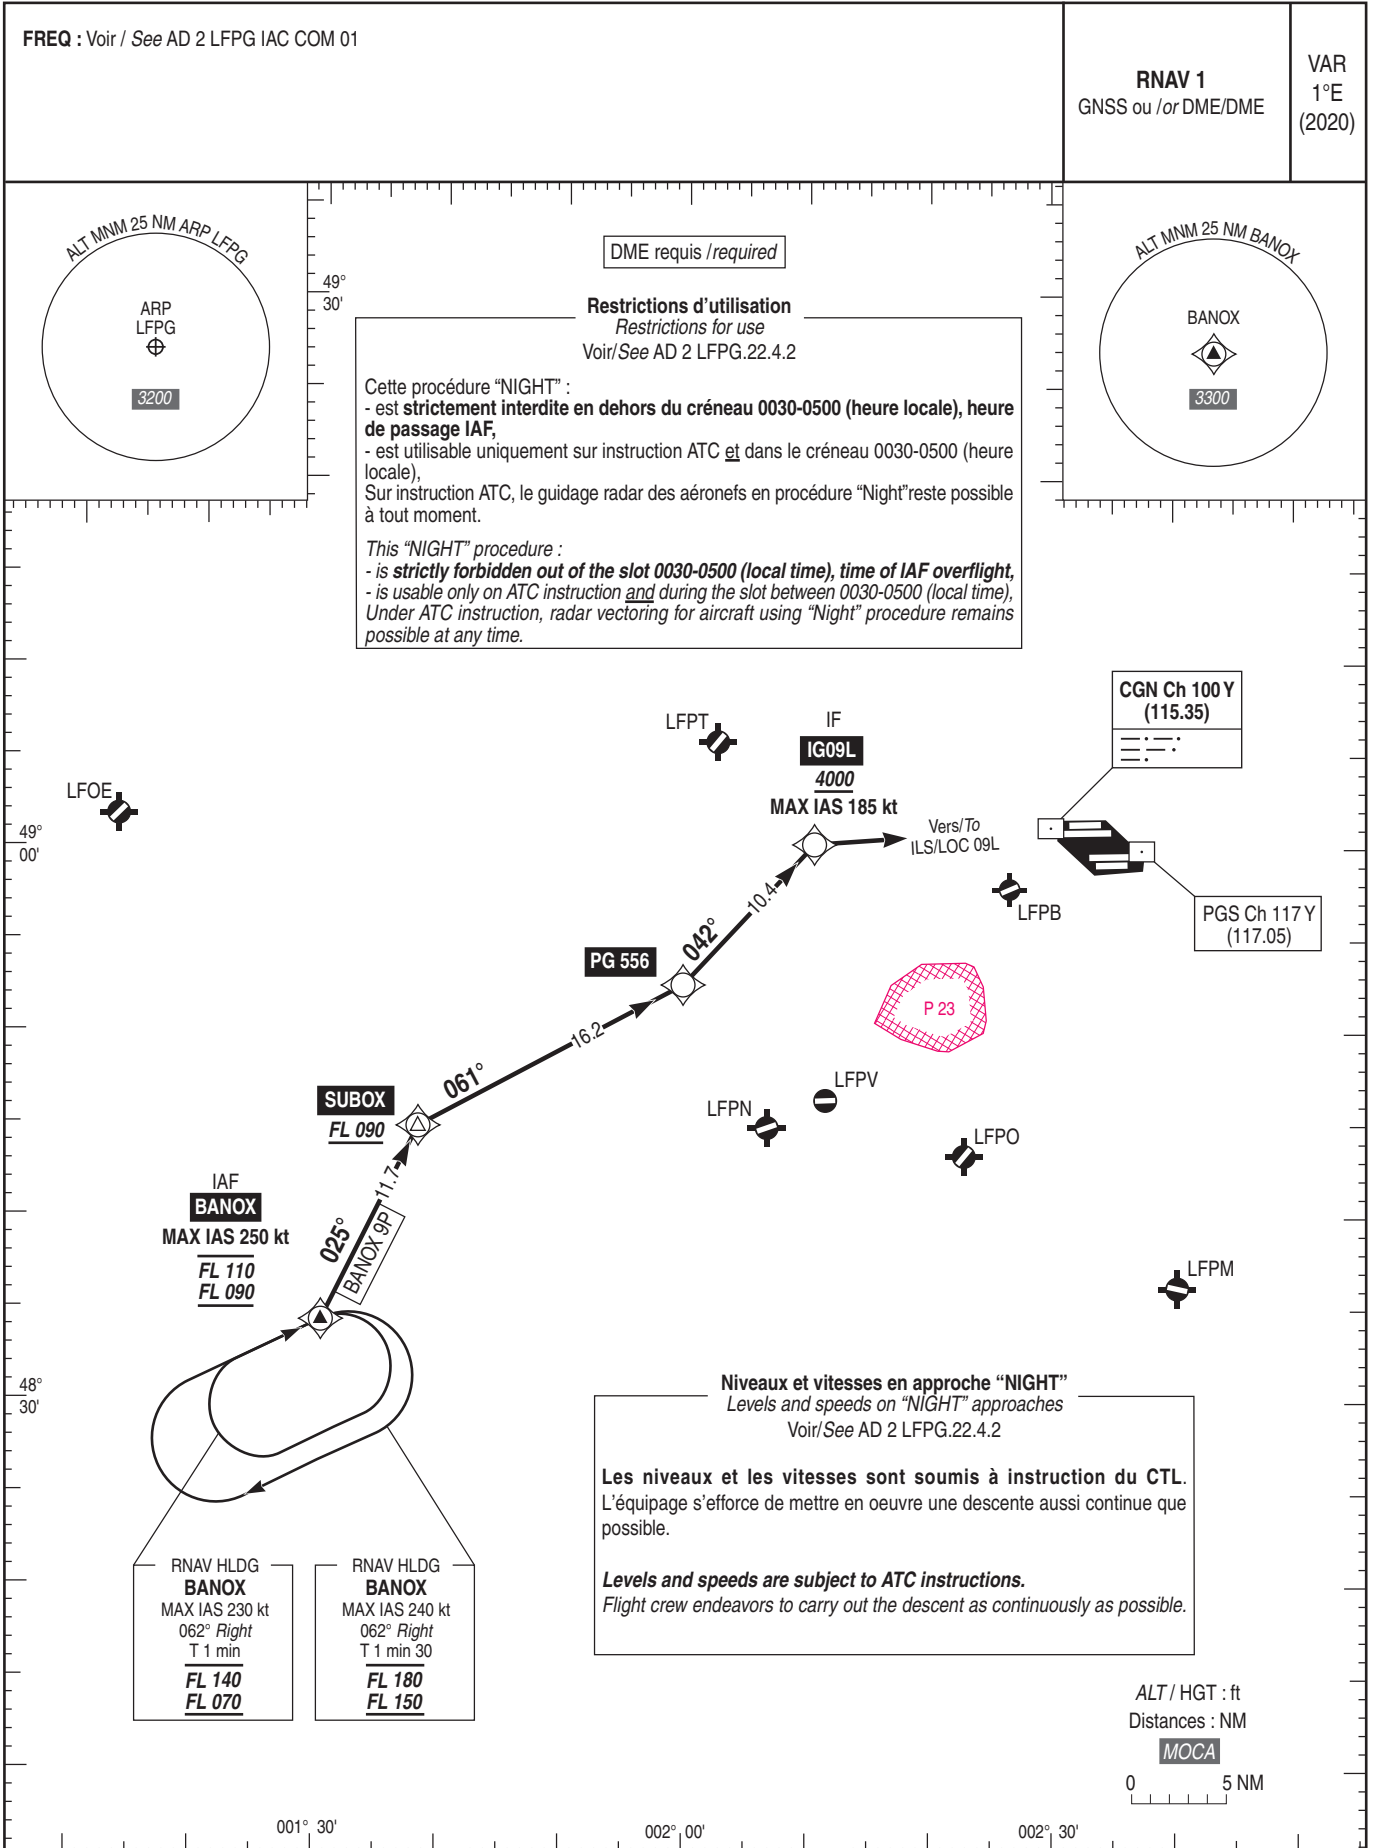 FREQ : Voir / See AD 2 LFPG IAC COM 01
RNAV 1
GNSS ou / or DME/DME
VAR
1°E
(2020)
ALT MNM 25 NM ARP LFPG
ARP
LFPG
3200
49°
30'
DME requis / required
Restrictions d’utilisation
Restrictions for use
Voir/See AD 2 LFPG.22.4.2
Cette procédure “NIGHT” :
- est strictement interdite en dehors du créneau 0030-0500 (heure locale), heure
de passage IAF,
- est utilisable uniquement sur instruction ATC et dans le créneau 0030-0500 (heure
locale),
Sur instruction ATC, le guidage radar des aéronefs en procédure “Night”reste possible
à tout moment.
This “NIGHT” procedure :
- is strictly forbidden out of the slot 0030-0500 (local time), time of IAF overflight,
- is usable only on ATC instruction and during the slot between 0030-0500 (local time),
Under ATC instruction, radar vectoring for aircraft using “Night” procedure remains
possible at any time.
ALT MNM 25 NM BANOX
BANOX
3300
CGN Ch 100 Y
(115.35)
LFPT
IF
IG09L
4000
MAX IAS 185 kt
LFOE
49°
00'
Vers/To
ILS/LOC 09L
LFPB
PGS Ch 117 Y
(117.05)
10.4
042°
PG 556
P 23
16.2
061°
SUBOX
FL 090
LFPV
LFPN
LFPO
11.7
IAF
BANOX
MAX IAS 250 kt
FL 110
FL 090
025°
BANOX 9P
LFPM
48°
30'
Niveaux et vitesses en approche “NIGHT”
Levels and speeds on “NIGHT” approaches
Voir/See AD 2 LFPG.22.4.2
Les niveaux et les vitesses sont soumis à instruction du CTL.
L’équipage s’efforce de mettre en oeuvre une descente aussi continue que
possible.
Levels and speeds are subject to ATC instructions.
Flight crew endeavors to carry out the descent as continuously as possible.
RNAV HLDG
BANOX
MAX IAS 230 kt
062° Right
T 1 min
FL 140
FL 070
RNAV HLDG
BANOX
MAX IAS 240 kt
062° Right
T 1 min 30
FL 180
FL 150
ALT / HGT : ft
Distances : NM
MOCA
0 5 NM
001° 30'
002° 00'
002° 30'